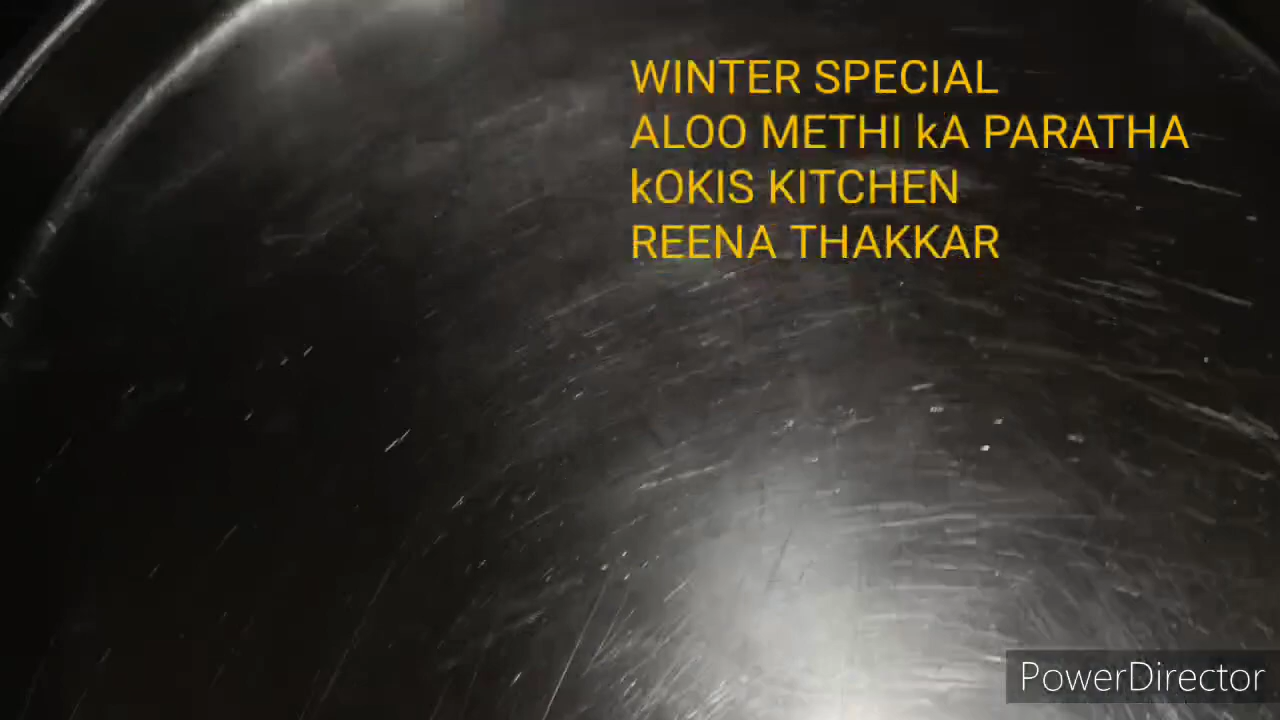 WINTER SPECIAL
ALOO METHI kA PARATHA
kOKIS KITCHEN
REENA THAKKAR
PowerDirector